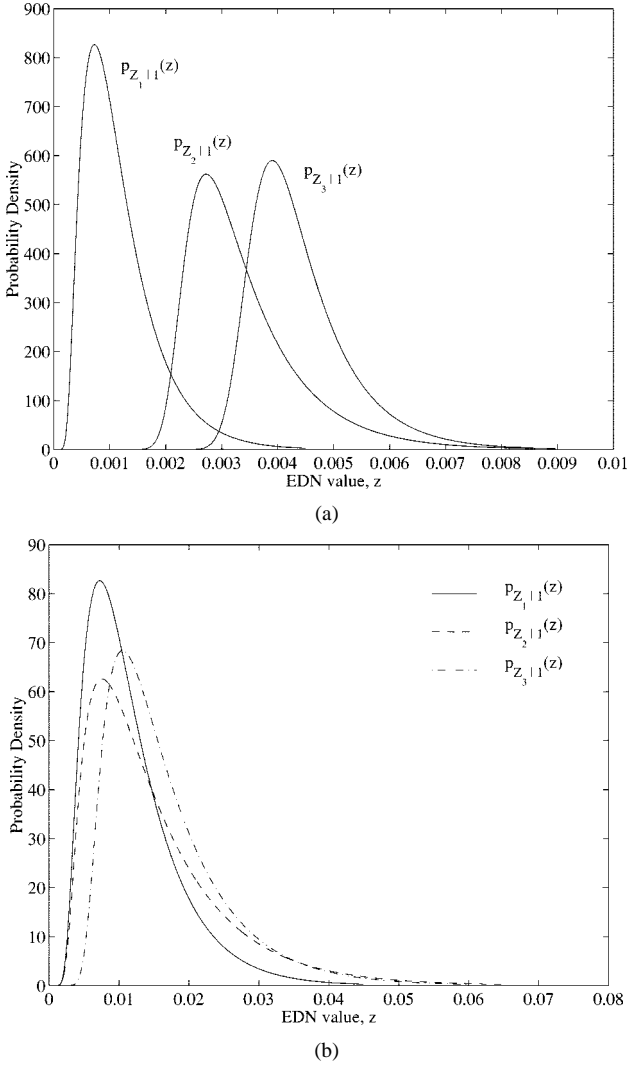 900
800
700
600
500
400
300
200
100
0
Probability Density
p_{Z_1|1}(z)
p_{Z_2|1}(z)
p_{Z_3|1}(z)
0 0.001 0.002 0.003 0.004 0.005 0.006 0.007 0.008 0.009 0.01
EDN value, z
(a)
90
80
70
60
50
40
30
20
10
0
Probability Density
p_{Z_1|1}(z)
p_{Z_2|1}(z)
p_{Z_3|1}(z)
0 0.01 0.02 0.03 0.04 0.05 0.06 0.07 0.08
EDN value, z
(b)